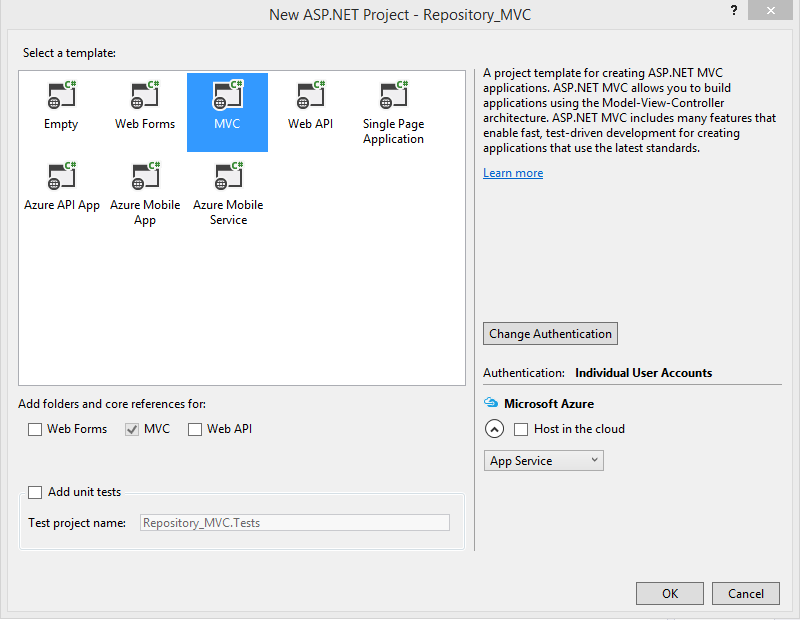 New ASP.NET Project - Repository_MVC
?
Select a template:
C# C# C# C# C#
Empty Web Forms MVC Web API Single Page
Application
C# C# C#
Azure API App Azure Mobile Azure Mobile
App Service
A project template for creating ASP.NET MVC
applications. ASP.NET MVC allows you to build
applications using the Model-View-Controller
architecture. ASP.NET MVC includes many features that
enable fast, test-driven development for creating
applications that use the latest standards.
Learn more
Change Authentication
Authentication: Individual User Accounts
Microsoft Azure
Host in the cloud
App Service
Add folders and core references for:
Web Forms MVC Web API
Add unit tests
Test project name: Repository_MVC.Tests
OK Cancel